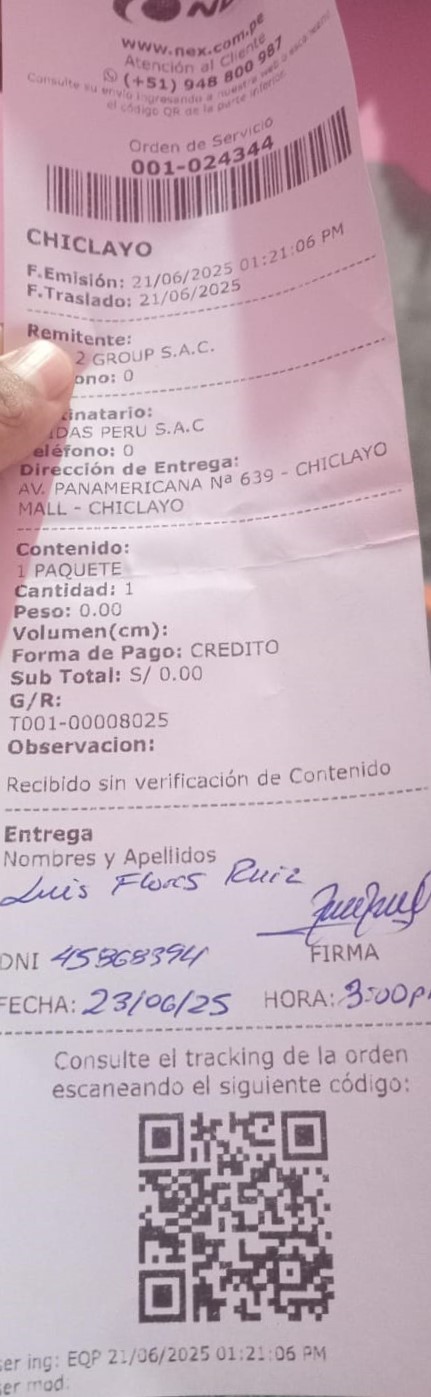 www.nex.com.pe
Atención al Cliente
(+51) 948 800 987
Consulte su envío ingresando a nuestra web o escaneando
el código QR de la parte inferior.
Orden de Servicio
001-024344
CHICLAYO
F.Emisión: 21/06/2025 01:21:06 PM
F.Traslado: 21/06/2025
Remitente:
2 GROUP S.A.C.
ono: 0
inatario:
IDAS PERU S.A.C
eléfono: 0
Dirección de Entrega:
AV. PANAMERICANA Nª 639 - CHICLAYO
MALL - CHICLAYO
Contenido:
1 PAQUETE
Cantidad: 1
Peso: 0.00
Volumen(cm):
Forma de Pago: CREDITO
Sub Total: S/ 0.00
G/R:
T001-00008025
Observacion:
Recibido sin verificación de Contenido
Entrega
Nombres y Apellidos
Luis Flores Ruiz
DNI 45868394
FIRMA
FECHA: 23/06/25 HORA: 3:00p
Consulte el tracking de la orden
escaneando el siguiente código:
ser ing: EQP 21/06/2025 01:21:06 PM
ser mod: